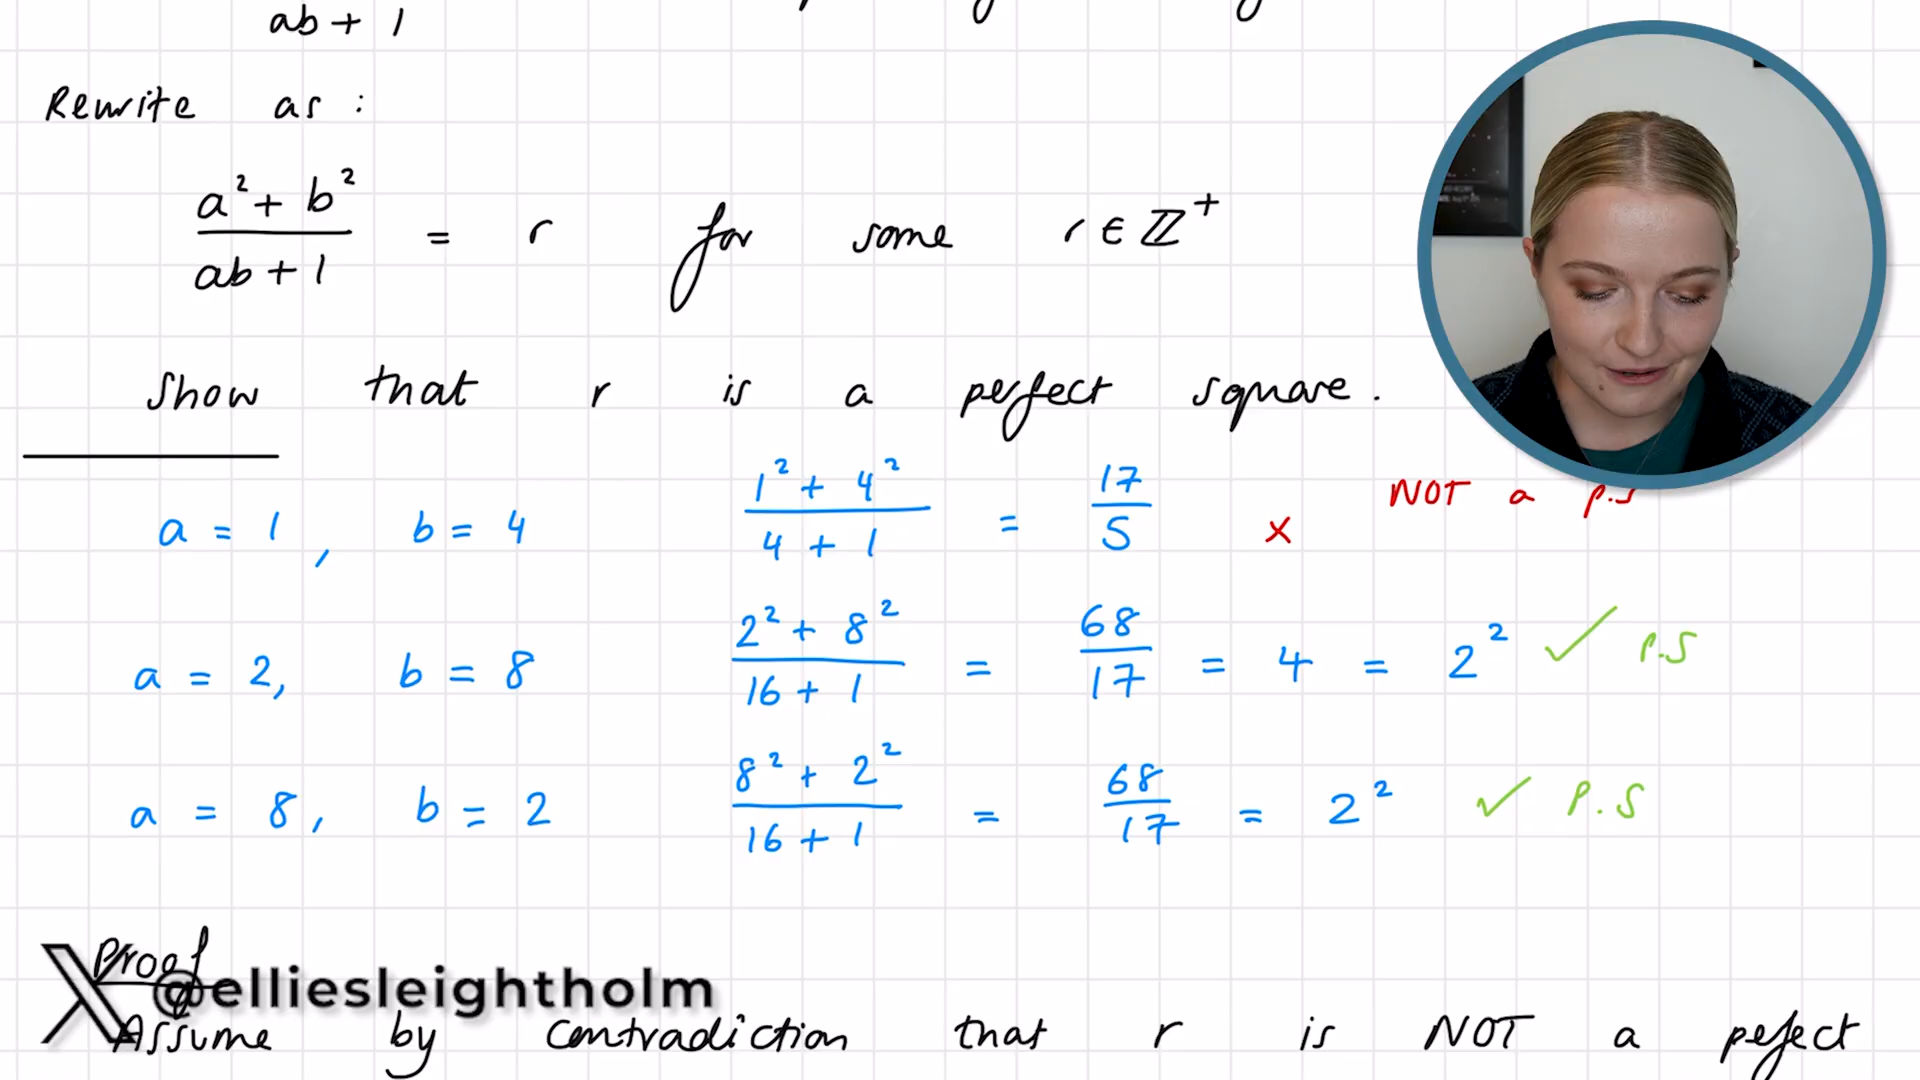 ab + 1
Rewrite as :
a² + b² / ab + 1 = r for some r ∈ ℤ⁺
Show that r is a perfect square.
a = 1, b = 4 1² + 4² / 4 + 1 = 17 / 5 × NOT a p.s
a = 2, b = 8 2² + 8² / 16 + 1 = 68 / 17 = 4 = 2² ✓ P.S
a = 8, b = 2 8² + 2² / 16 + 1 = 68 / 17 = 2² ✓ P.S
Proof
X @elliesleightholm
Assume by contradiction that r is NOT a pefect